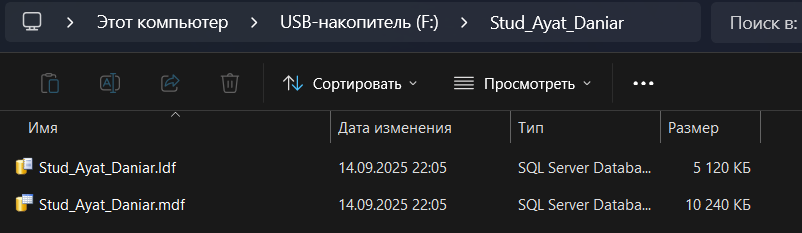 Этот компьютер > USB-накопитель (F:) > Stud_Ayat_Daniar Поиск в:
Сортировать Просмотреть •••
Имя Дата изменения Тип Размер
Stud_Ayat_Daniar.ldf 14.09.2025 22:05 SQL Server Databa... 5 120 КБ
Stud_Ayat_Daniar.mdf 14.09.2025 22:05 SQL Server Databa... 10 240 КБ